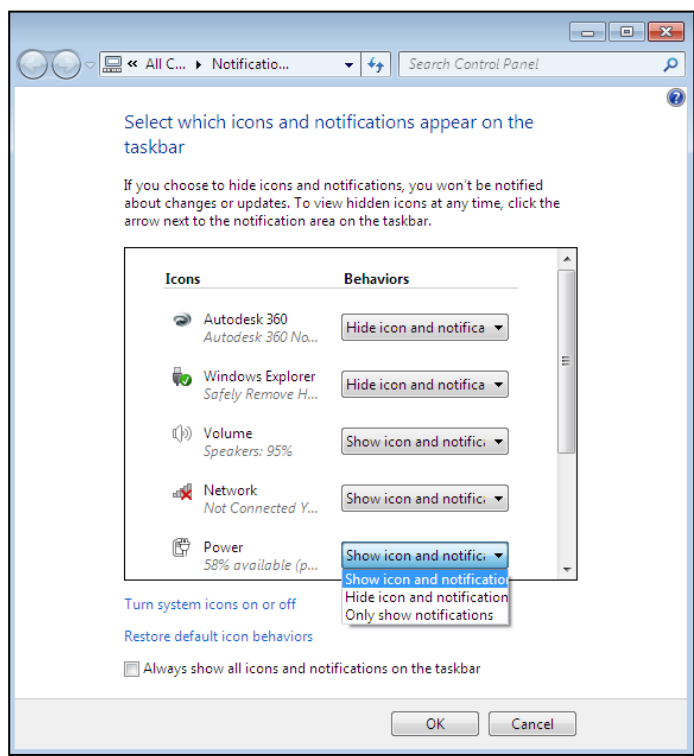 « All C... ▸ Notificatio...
Search Control Panel
Select which icons and notifications appear on the
taskbar
If you choose to hide icons and notifications, you won't be notified
about changes or updates. To view hidden icons at any time, click the
arrow next to the notification area on the taskbar.
Icons Behaviors
Autodesk 360
Autodesk 360 No...
Hide icon and notifica
Windows Explorer
Safely Remove H...
Hide icon and notifica
Volume
Speakers: 95%
Show icon and notific
Network
Not Connected Y...
Show icon and notific
Power
58% available (p...
Show icon and notific
Show icon and notificatio
Hide icon and notification
Only show notifications
Turn system icons on or off
Restore default icon behaviors
Always show all icons and notifications on the taskbar
OK Cancel